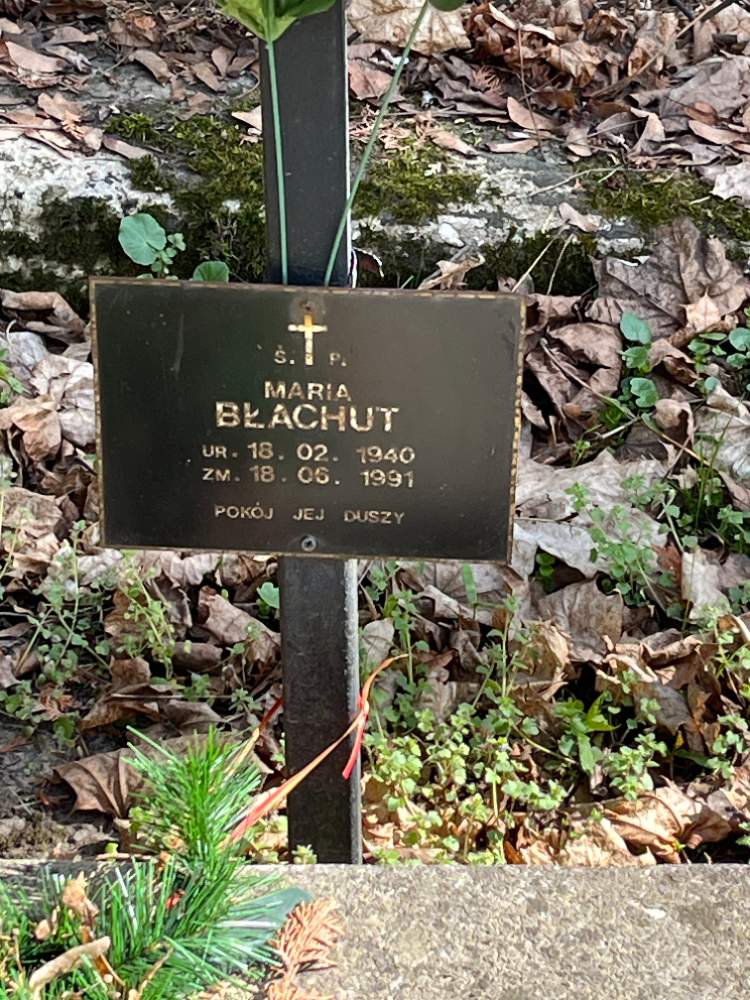 Ś. P.
MARIA
BŁACHUT
UR. 18. 02. 1940
ZM. 18. 06. 1991
POKÓJ JEJ DUSZY